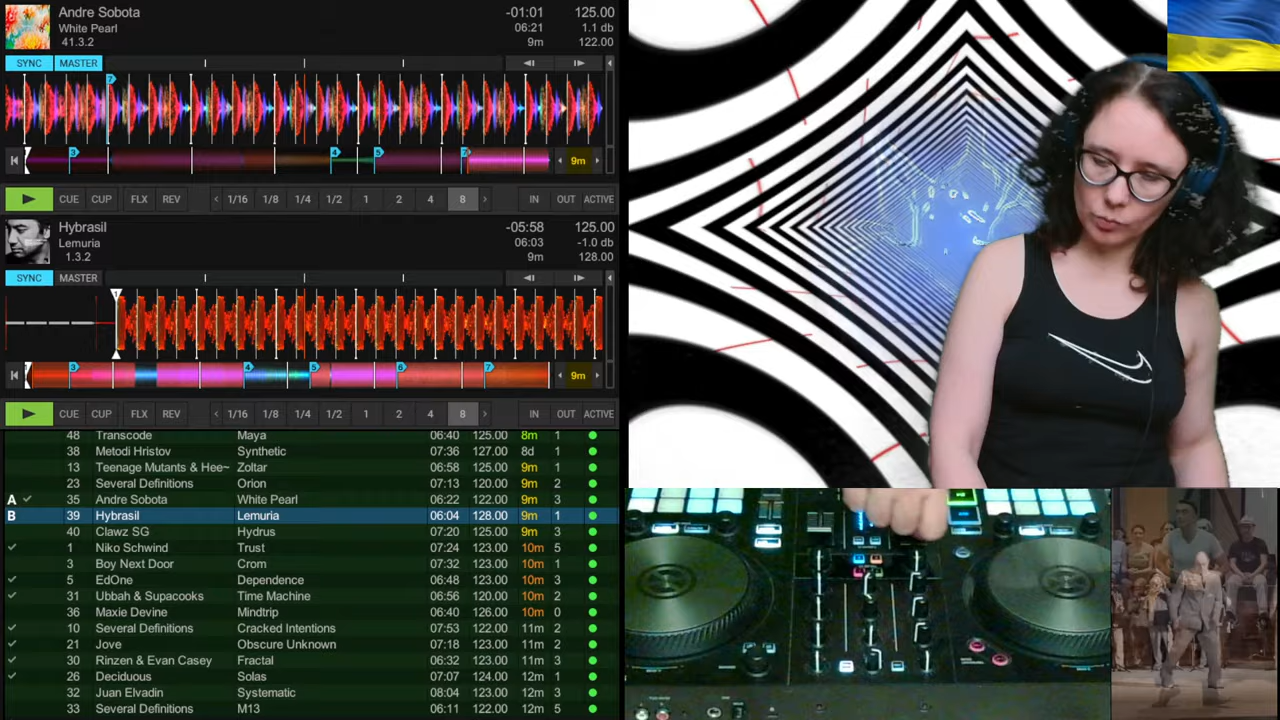 Andre Sobota -01:01 125.00
White Pearl 06:21 1.1 db
41.3.2 9m 122.00
SYNC MASTER
7
3 4 5 7 9m
CUE CUP FLX REV 1/16 1/8 1/4 1/2 1 2 4 8 IN OUT ACTIVE
Hybrasil -05:58 125.00
Lemuria 06:03 -1.0 db
1.3.2 9m 128.00
SYNC MASTER
1
3 4 5 6 7 9m
CUE CUP FLX REV 1/16 1/8 1/4 1/2 1 2 4 8 IN OUT ACTIVE
48 Transcode Maya 06:40 125.00 8m 1
38 Metodi Hristov Synthetic 07:36 127.00 8d 1
13 Teenage Mutants & Hee~ Zoltar 06:58 125.00 9m 1
23 Several Definitions Orion 07:13 120.00 9m 2
A 35 Andre Sobota White Pearl 06:22 122.00 9m 3
B 39 Hybrasil Lemuria 06:04 128.00 9m 1
40 Clawz SG Hydrus 07:20 125.00 9m 3
1 Niko Schwind Trust 07:24 123.00 10m 5
3 Boy Next Door Crom 07:32 123.00 10m 1
5 EdOne Dependence 06:48 123.00 10m 3
31 Ubbah & Supacooks Time Machine 06:56 120.00 10m 2
36 Maxie Devine Mindtrip 06:40 126.00 10m 0
10 Several Definitions Cracked Intentions 07:53 122.00 11m 2
21 Jove Obscure Unknown 07:18 123.00 11m 2
30 Rinzen & Evan Casey Fractal 06:32 123.00 11m 3
26 Deciduous Solas 07:07 124.00 12m 1
32 Juan Elvadin Systematic 08:04 123.00 12m 3
33 Several Definitions M13 06:11 122.00 12m 5